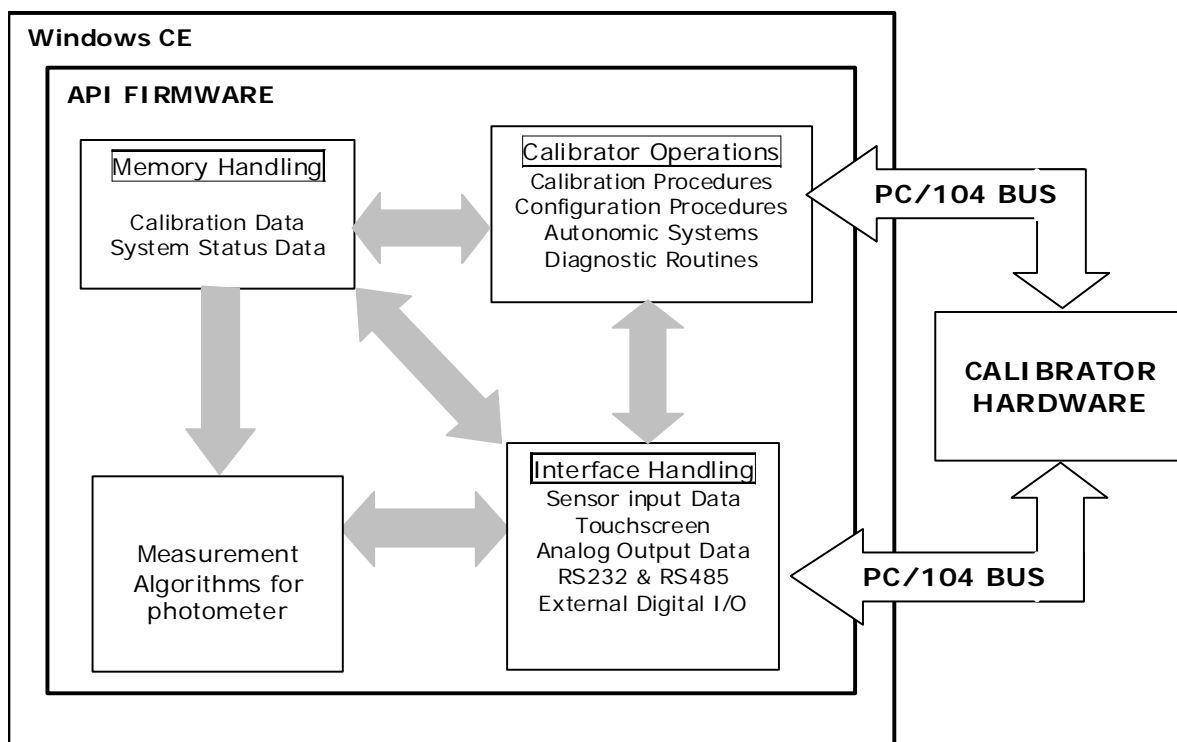 Windows CE
API FIRMWARE
Memory Handling
Calibration Data
System Status Data
Calibrator Operations
Calibration Procedures
Configuration Procedures
Autonomic Systems
Diagnostic Routines
PC/104 BUS
CALIBRATOR
HARDWARE
Measurement
Algorithms for
photometer
Interface Handling
Sensor input Data
Touchscreen
Analog Output Data
RS232 & RS485
External Digital I/O
PC/104 BUS